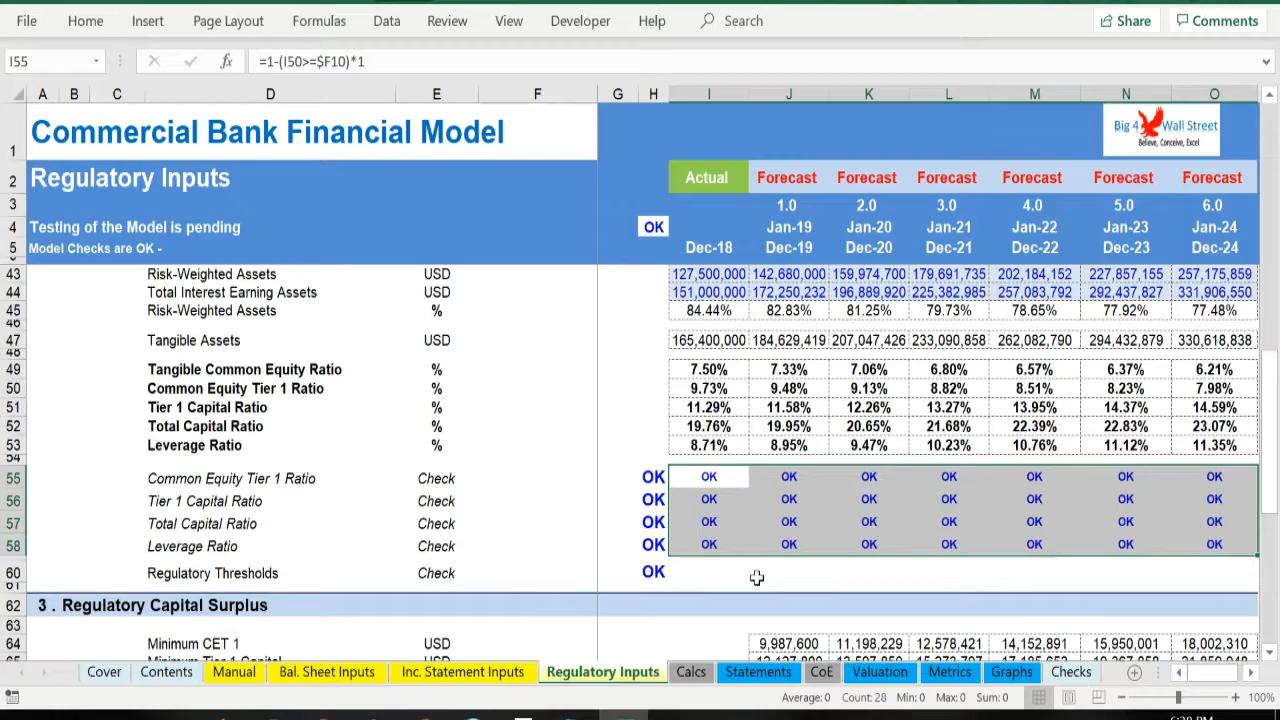 File Home Insert Page Layout Formulas Data Review View Developer Help Search Share Comments
I55 fx =1-(I50>=$F10)*1
A B C D E F G H I J K L M N O
1 Commercial Bank Financial Model Big 4 Wall Street
Believe, Conceive, Excel
2 Regulatory Inputs Actual Forecast Forecast Forecast Forecast Forecast Forecast
3 1.0 2.0 3.0 4.0 5.0 6.0
4 Testing of the Model is pending OK Jan-19 Jan-20 Jan-21 Jan-22 Jan-23 Jan-24
5 Model Checks are OK - Dec-18 Dec-19 Dec-20 Dec-21 Dec-22 Dec-23 Dec-24
43 Risk-Weighted Assets USD 127,500,000 142,680,000 159,974,700 179,691,735 202,184,152 227,857,155 257,175,859
44 Total Interest Earning Assets USD 151,000,000 172,250,232 196,889,920 225,382,985 257,083,792 292,437,827 331,906,550
45 Risk-Weighted Assets % 84.44% 82.83% 81.25% 79.73% 78.65% 77.92% 77.48%
46
47 Tangible Assets USD 165,400,000 184,629,419 207,047,426 233,090,858 262,082,790 294,432,879 330,618,838
48
49 Tangible Common Equity Ratio % 7.50% 7.33% 7.06% 6.80% 6.57% 6.37% 6.21%
50 Common Equity Tier 1 Ratio % 9.73% 9.48% 9.13% 8.82% 8.51% 8.23% 7.98%
51 Tier 1 Capital Ratio % 11.29% 11.58% 12.26% 13.27% 13.95% 14.37% 14.59%
52 Total Capital Ratio % 19.76% 19.95% 20.65% 21.68% 22.39% 22.83% 23.07%
53 Leverage Ratio % 8.71% 8.95% 9.47% 10.23% 10.76% 11.12% 11.35%
54
55 Common Equity Tier 1 Ratio Check OK OK OK OK OK OK OK OK
56 Tier 1 Capital Ratio Check OK OK OK OK OK OK OK OK
57 Total Capital Ratio Check OK OK OK OK OK OK OK OK
58 Leverage Ratio Check OK OK OK OK OK OK OK OK
60 Regulatory Thresholds Check OK
61
62 3 . Regulatory Capital Surplus
63
64 Minimum CET 1 USD 9,987,600 11,198,229 12,578,421 14,152,891 15,950,001 18,002,310
Cover Contents Manual Bal. Sheet Inputs Inc. Statement Inputs Regulatory Inputs Calcs Statements CoE Valuation Metrics Graphs Checks
Average: 0 Count: 28 Min: 0 Max: 0 Sum: 0 100%